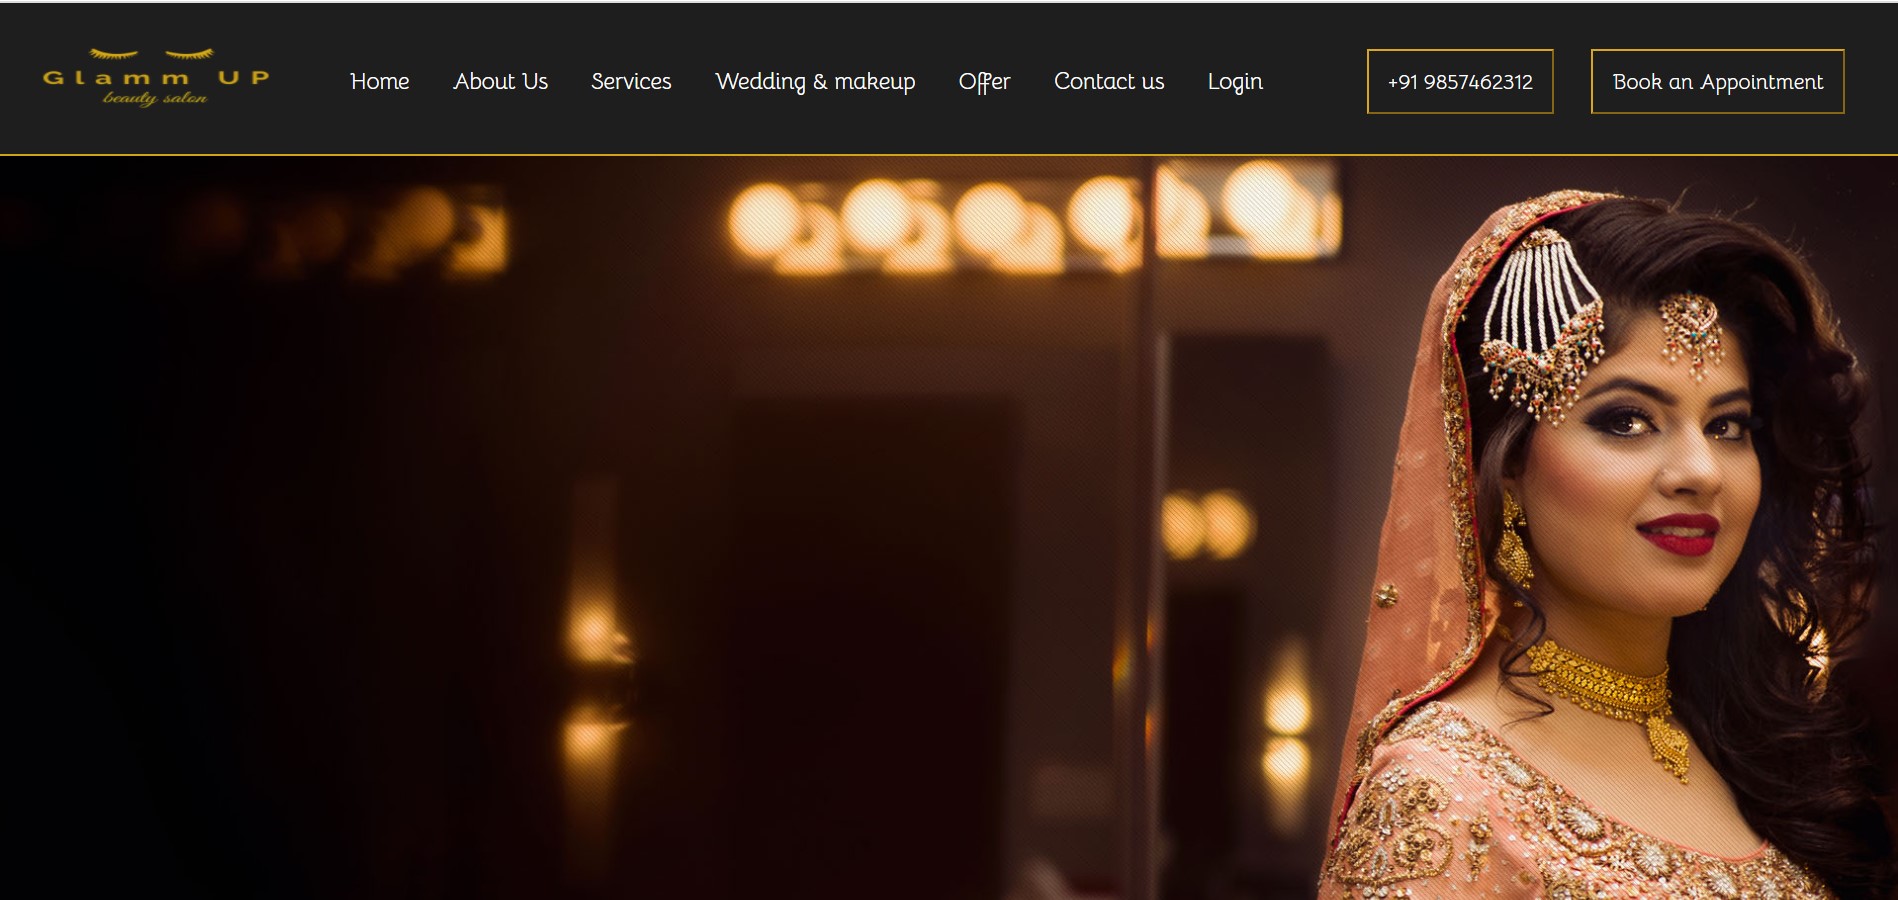 Glamm UP
beauty salon
Home
About Us
Services
Wedding & makeup
Offer
Contact us
Login
+91 9857462312
Book an Appointment